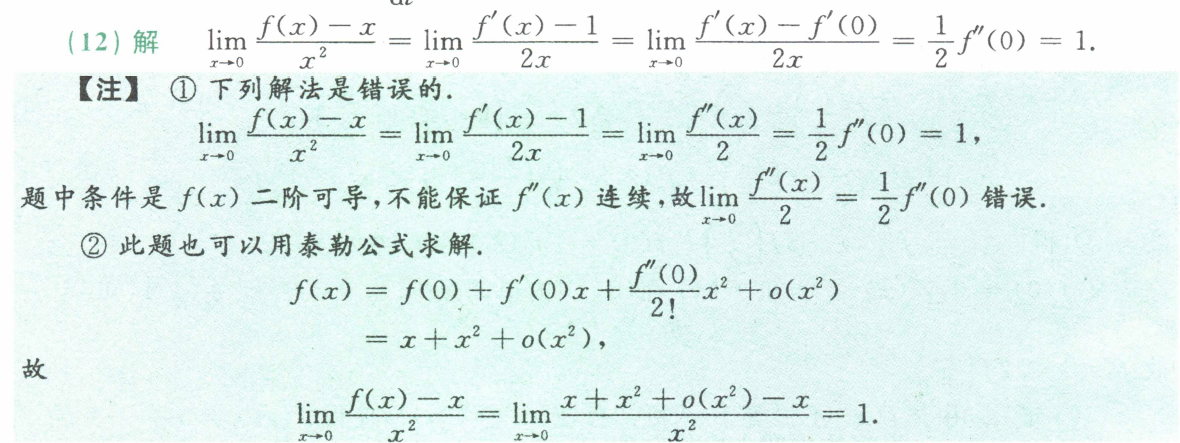 (12) 解 $\lim_{x \to 0} \frac{f(x)-x}{x^2} = \lim_{x \to 0} \frac{f'(x)-1}{2x} = \lim_{x \to 0} \frac{f'(x)-f'(0)}{2x} = \frac{1}{2} f''(0) = 1.$
【注】 ① 下列解法是错误的.
$\lim_{x \to 0} \frac{f(x)-x}{x^2} = \lim_{x \to 0} \frac{f'(x)-1}{2x} = \lim_{x \to 0} \frac{f''(x)}{2} = \frac{1}{2} f''(0) = 1,$
题中条件是 $f(x)$ 二阶可导,不能保证 $f''(x)$ 连续,故$\lim_{x \to 0} \frac{f''(x)}{2} = \frac{1}{2} f''(0)$ 错误.
② 此题也可以用泰勒公式求解.
$f(x) = f(0) + f'(0)x + \frac{f''(0)}{2!}x^2 + o(x^2)$
$= x + x^2 + o(x^2),$
故
$\lim_{x \to 0} \frac{f(x)-x}{x^2} = \lim_{x \to 0} \frac{x+x^2+o(x^2)-x}{x^2} = 1.$